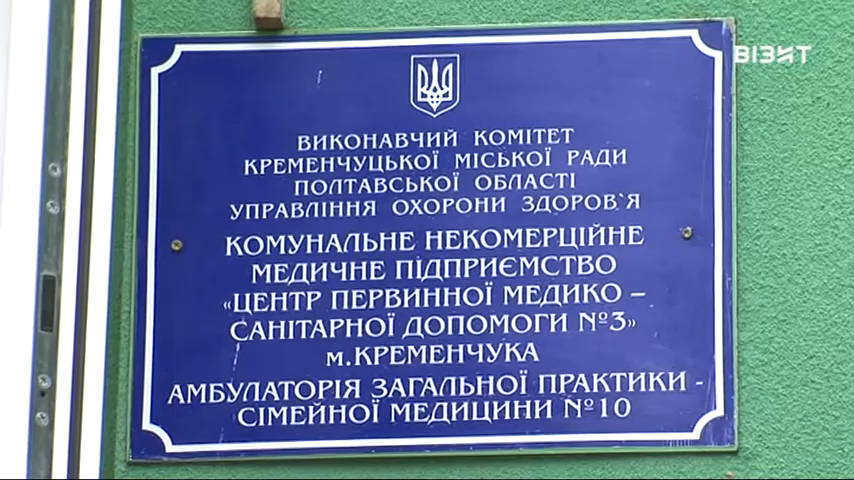 ВІЗИТ
ВИКОНАВЧИЙ КОМІТЕТ
КРЕМЕНЧУЦЬКОЇ МІСЬКОЇ РАДИ
ПОЛТАВСЬКОЇ ОБЛАСТІ
УПРАВЛІННЯ ОХОРОНИ ЗДОРОВ`Я
КОМУНАЛЬНЕ НЕКОМЕРЦІЙНЕ
МЕДИЧНЕ ПІДПРИЄМСТВО
«ЦЕНТР ПЕРВИННОЇ МЕДИКО –
САНІТАРНОЇ ДОПОМОГИ №3»
м.КРЕМЕНЧУКА
АМБУЛАТОРІЯ ЗАГАЛЬНОЇ ПРАКТИКИ -
СІМЕЙНОЇ МЕДИЦИНИ №10